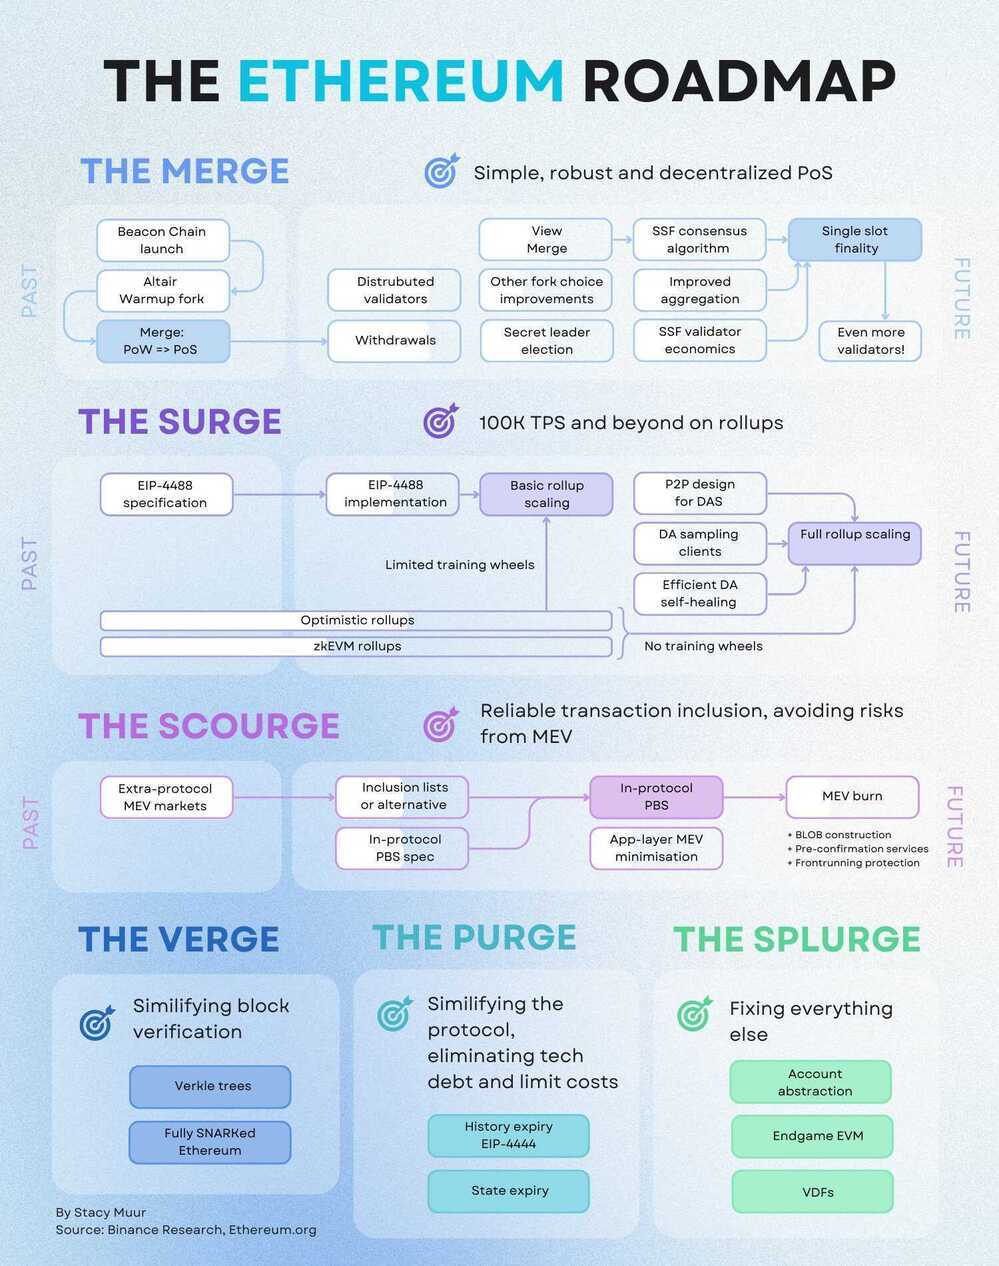 THE ETHEREUM ROADMAP
THE MERGE
Simple, robust and decentralized PoS
PAST
Beacon Chain
launch
Altair
Warmup fork
Merge:
PoW => PoS
Distrubuted
validators
Withdrawals
View
Merge
Other fork choice
improvements
Secret leader
election
SSF consensus
algorithm
Improved
aggregation
SSF validator
economics
Single slot
finality
Even more
validators!
FUTURE
THE SURGE
100K TPS and beyond on rollups
PAST
EIP-4488
specification
EIP-4488
implementation
Basic rollup
scaling
P2P design
for DAS
DA sampling
clients
Efficient DA
self-healing
Full rollup scaling
Limited training wheels
Optimistic rollups
zkEVM rollups
No training wheels
FUTURE
THE SCOURGE
Reliable transaction inclusion, avoiding risks
from MEV
PAST
Extra-protocol
MEV markets
Inclusion lists
or alternative
In-protocol
PBS spec
In-protocol
PBS
App-layer MEV
minimisation
MEV burn
+ BLOB construction
+ Pre-confirmation services
+ Frontrunning protection
FUTURE
THE VERGE
Similifying block
verification
Verkle trees
Fully SNARKed
Ethereum
THE PURGE
Similifying the
protocol,
eliminating tech
debt and limit costs
History expiry
EIP-4444
State expiry
THE SPLURGE
Fixing everything
else
Account
abstraction
Endgame EVM
VDFs
By Stacy Muur
Source: Binance Research, Ethereum.org